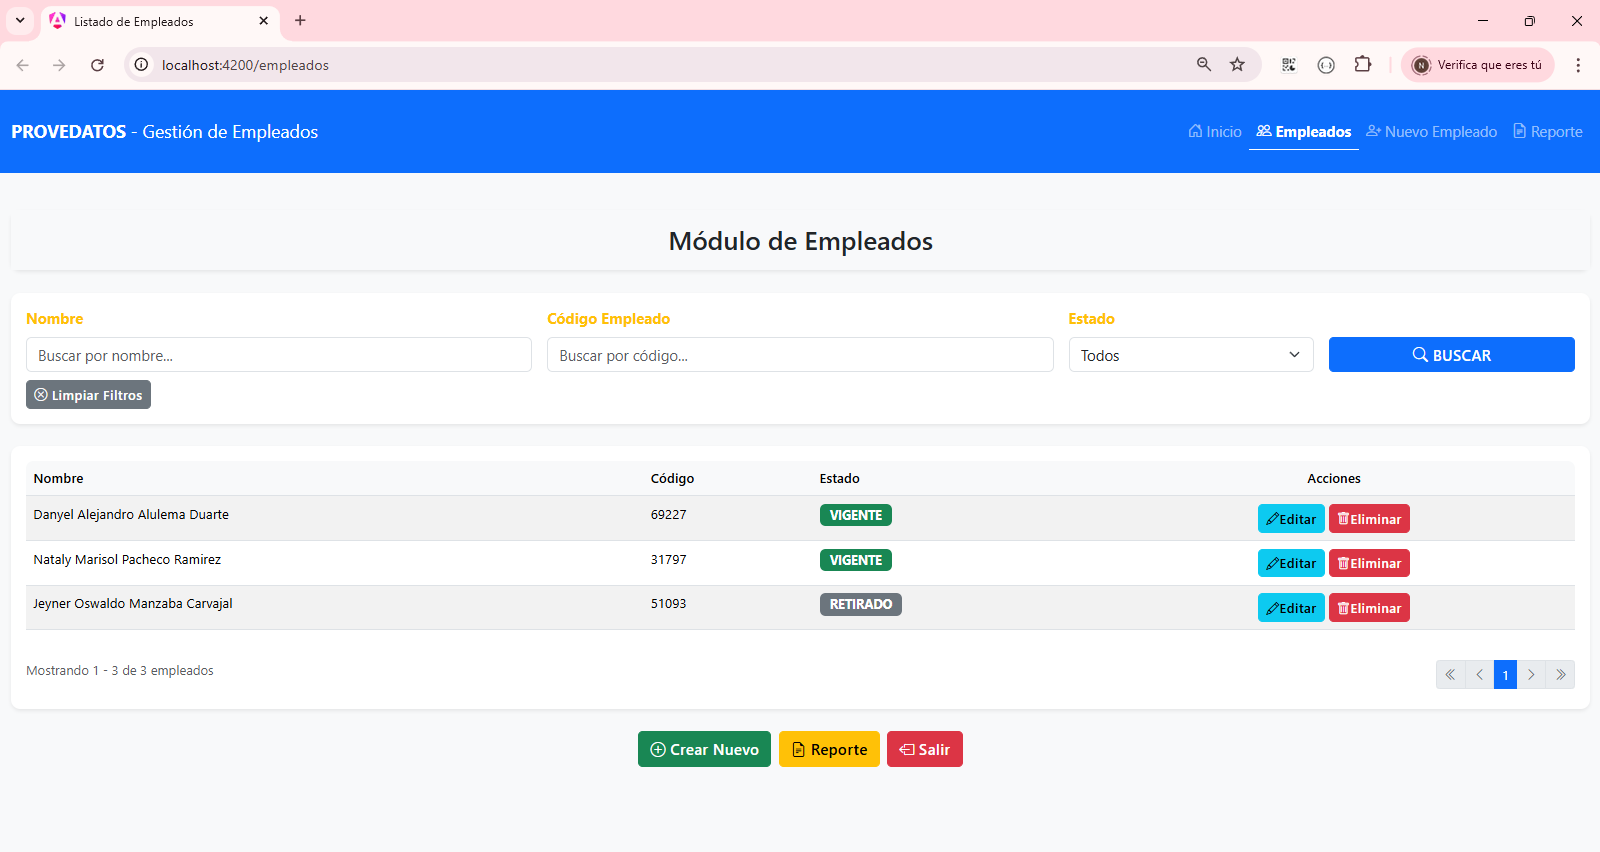 Listado de Empleados
localhost:4200/empleados
N
Verifica que eres tú
PROVEDATOS - Gestión de Empleados
Inicio Empleados Nuevo Empleado Reporte
Módulo de Empleados
Nombre Código Empleado Estado
Buscar por nombre... Buscar por código... Todos BUSCAR
Limpiar Filtros
Nombre Código Estado Acciones
Danyel Alejandro Alulema Duarte 69227 VIGENTE Editar Eliminar
Nataly Marisol Pacheco Ramirez 31797 VIGENTE Editar Eliminar
Jeyner Oswaldo Manzaba Carvajal 51093 RETIRADO Editar Eliminar
Mostrando 1 - 3 de 3 empleados « ‹ 1 › »
Crear Nuevo Reporte Salir